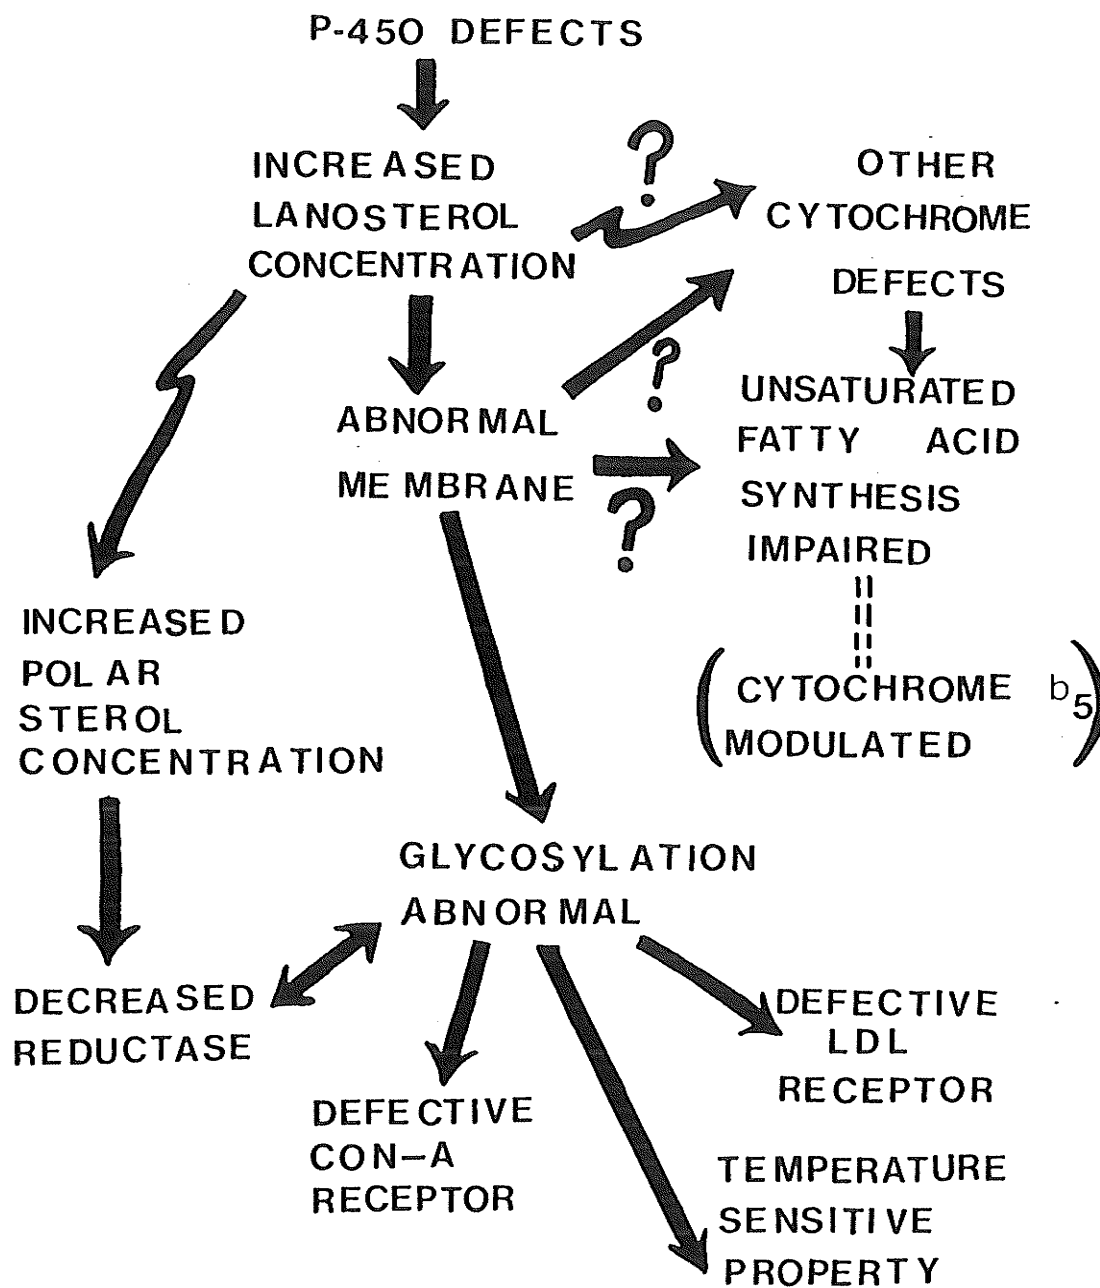 P-450 DEFECTS
INCREASED
LANOSTEROL
CONCENTRATION
?
OTHER
CYTOCHROME
DEFECTS
ABNORMAL
MEMBRANE
?
?
UNSATURATED
FATTY ACID
SYNTHESIS
IMPAIRED
(CYTOCHROME b5
MODULATED)
INCREASED
POLAR
STEROL
CONCENTRATION
GLYCOSYLATION
ABNORMAL
DECREASED
REDUCTASE
DEFECTIVE
CON-A
RECEPTOR
DEFECTIVE
LDL
RECEPTOR
TEMPERATURE
SENSITIVE
PROPERTY